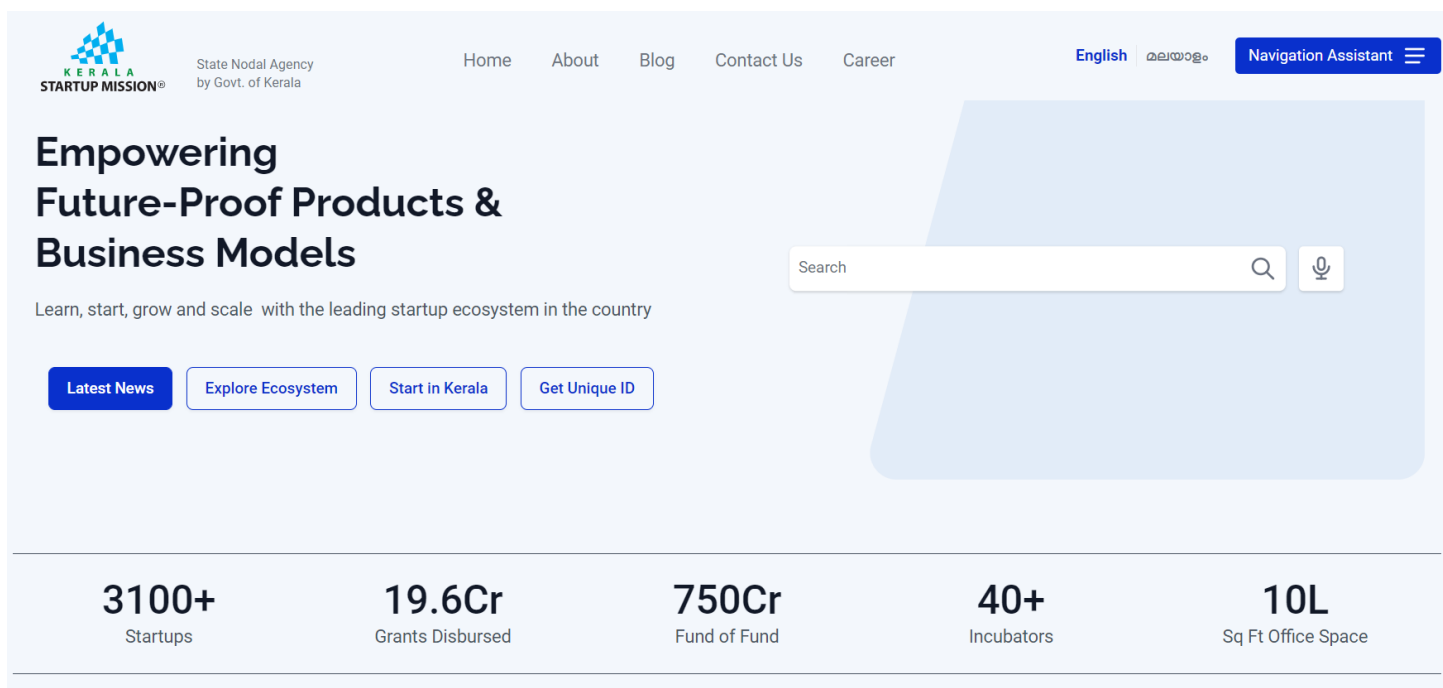 KERALA
STARTUP MISSION®
State Nodal Agency
by Govt. of Kerala
Home About Blog Contact Us Career
English മലയാളം
Navigation Assistant
Empowering
Future-Proof Products &
Business Models
Search
Learn, start, grow and scale with the leading startup ecosystem in the country
Latest News Explore Ecosystem Start in Kerala Get Unique ID
3100+ 19.6Cr 750Cr 40+ 10L
Startups Grants Disbursed Fund of Fund Incubators Sq Ft Office Space